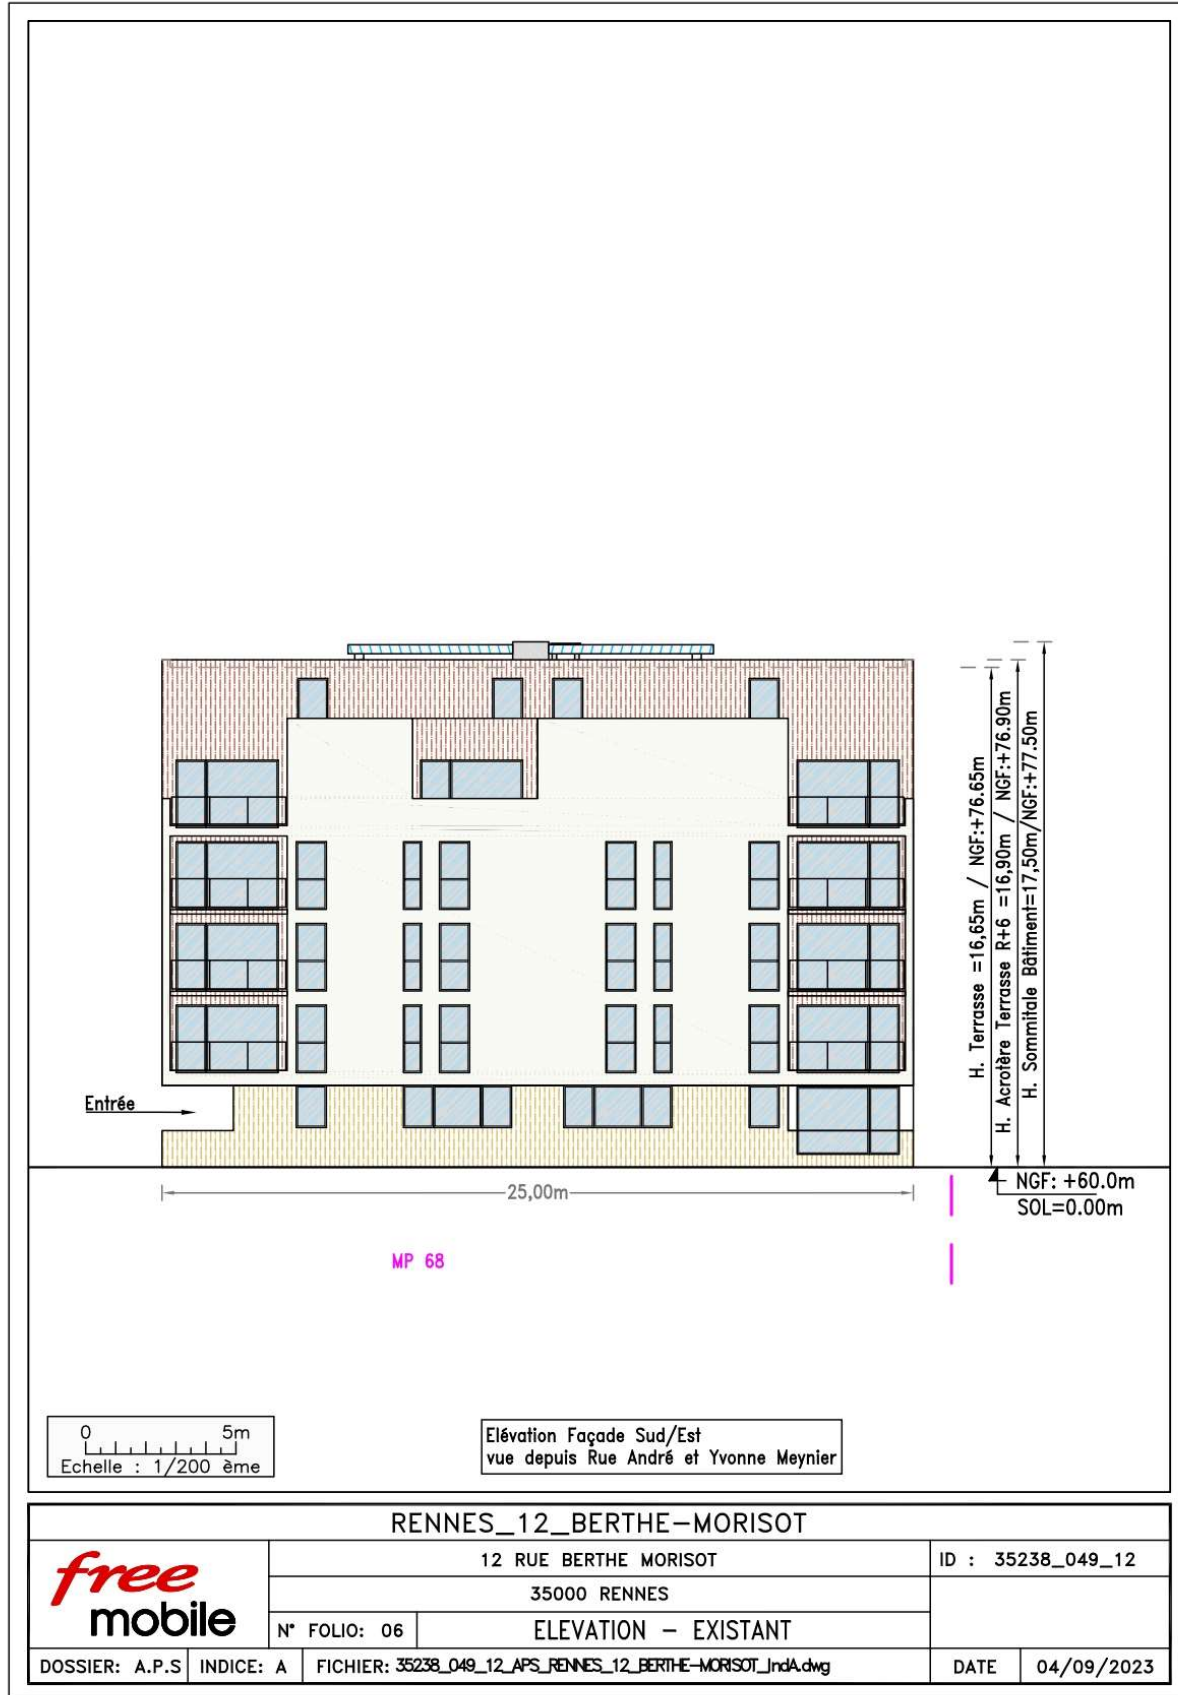 H. Terrasse =16,65m / NGF:+76.65m
H. Acrotère Terrasse R+6 =16,90m / NGF:+76.90m
H. Sommitale Bâtiment=17,50m/NGF:+77.50m
Entrée
NGF: +60.0m
SOL=0.00m
25,00m
MP 68
0 5m
Echelle : 1/200 ème
Elévation Façade Sud/Est
vue depuis Rue André et Yvonne Meynier
RENNES_12_BERTHE-MORISOT
free
mobile
12 RUE BERTHE MORISOT
ID : 35238_049_12
35000 RENNES
N° FOLIO: 06
ELEVATION - EXISTANT
DOSSIER: A.P.S
INDICE: A
FICHIER: 35238_049_12_APS_RENNES_12_BERTHE-MORISOT_IndA.dwg
DATE
04/09/2023